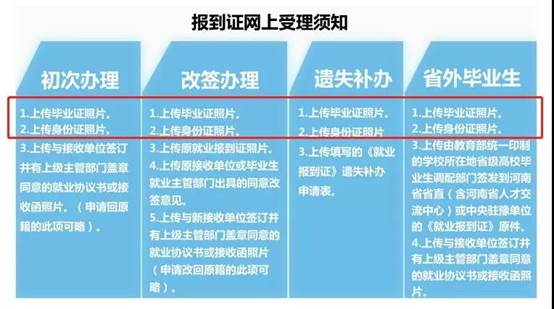 报到证网上受理须知
初次办理
1.上传毕业证照片。
2.上传身份证照片。
3.上传与接收单位签订
并有上级主管部门盖章
同意的就业协议书或接
收函照片。（申请回原
籍的此项可略）。
改签办理
1.上传毕业证照片。
2.上传身份证照片。
3.上传原就业报到证照片。
4.上传原接收单位或毕业生
就业主管部门出具的同意改
签意见。
5.上传与新接收单位签订并
有上级主管部门盖章同意的
就业协议书或接收函照片
（申请改回原籍的此项可
略）；
遗失补办
1.上传毕业证照片。
2.上传身份证照片
3.上传填写的《就业
报到证》遗失补办
申请表。
省外毕业生
1.上传毕业证照片。
2.上传身份证照片。
3.上传由教育部统一印制
的学校所在地省级高校毕
业生调配部门签发到河南
省省直（含河南省人才交
流中心）或中央驻豫单位
的《就业报到证》原件。
4.上传与接收单位签订并
有上级主管部门盖章同意
的就业协议书或接收函照
片。